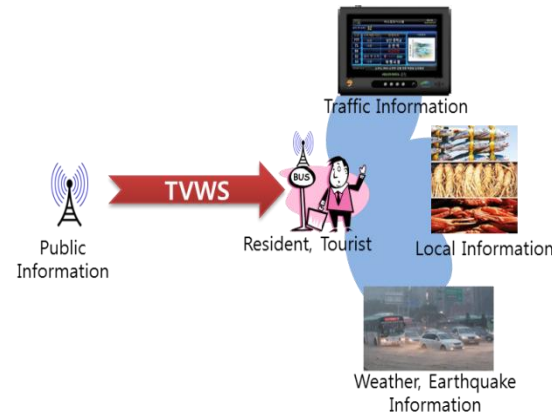 Traffic Information
BUS
TVWS
Public
Information
Resident, Tourist
Local Information
Weather, Earthquake
Information